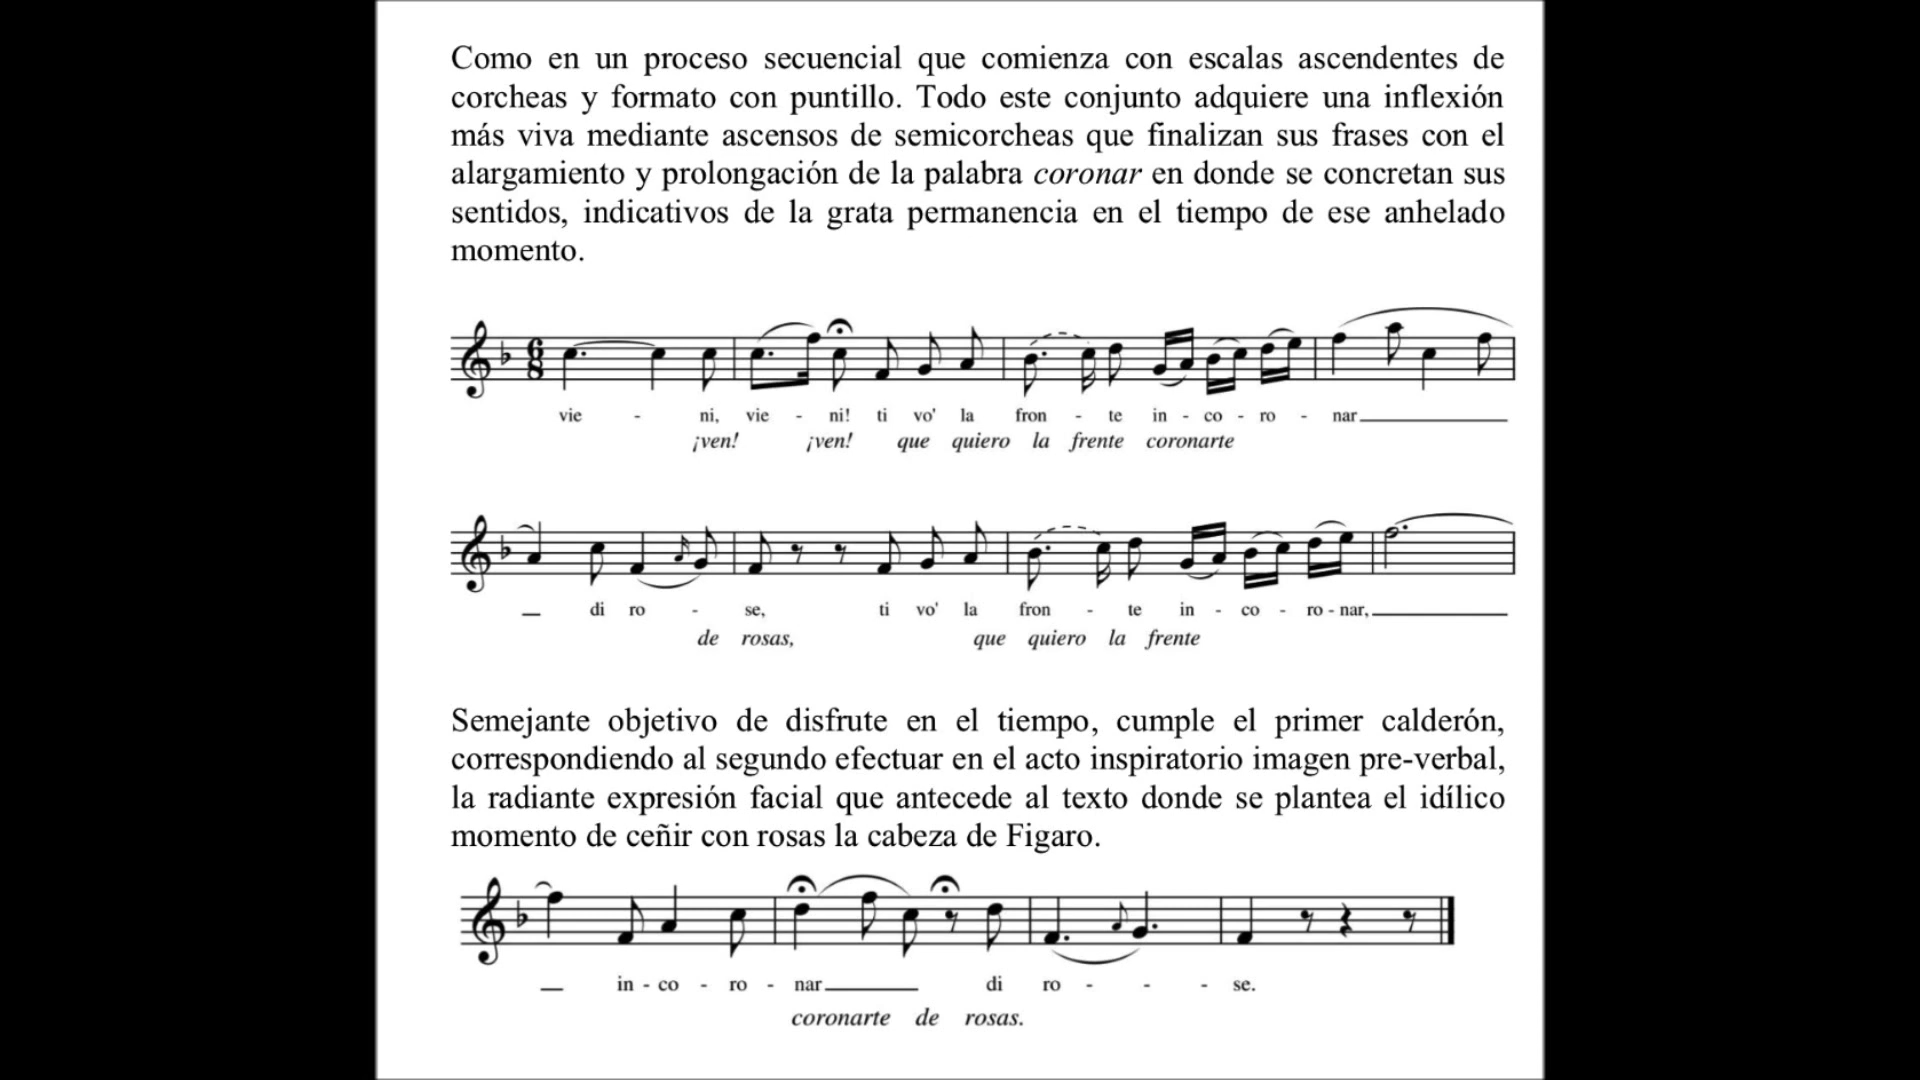 Como en un proceso secuencial que comienza con escalas ascendentes de
corcheas y formato con puntillo. Todo este conjunto adquiere una inflexión
más viva mediante ascensos de semicorcheas que finalizan sus frases con el
alargamiento y prolongación de la palabra coronar en donde se concretan sus
sentidos, indicativos de la grata permanencia en el tiempo de ese anhelado
momento.
6
8
vie - ni, vie - ni! ti vo' la fron - te in - co - ro - nar
¡ven! ¡ven! que quiero la frente coronarte
di ro - se, ti vo' la fron - te in - co - ro - nar,
de rosas, que quiero la frente
Semejante objetivo de disfrute en el tiempo, cumple el primer calderón,
correspondiendo al segundo efectuar en el acto inspiratorio imagen pre-verbal,
la radiante expresión facial que antecede al texto donde se plantea el idílico
momento de ceñir con rosas la cabeza de Figaro.
in - co - ro - nar di ro - - - se.
coronarte de rosas.